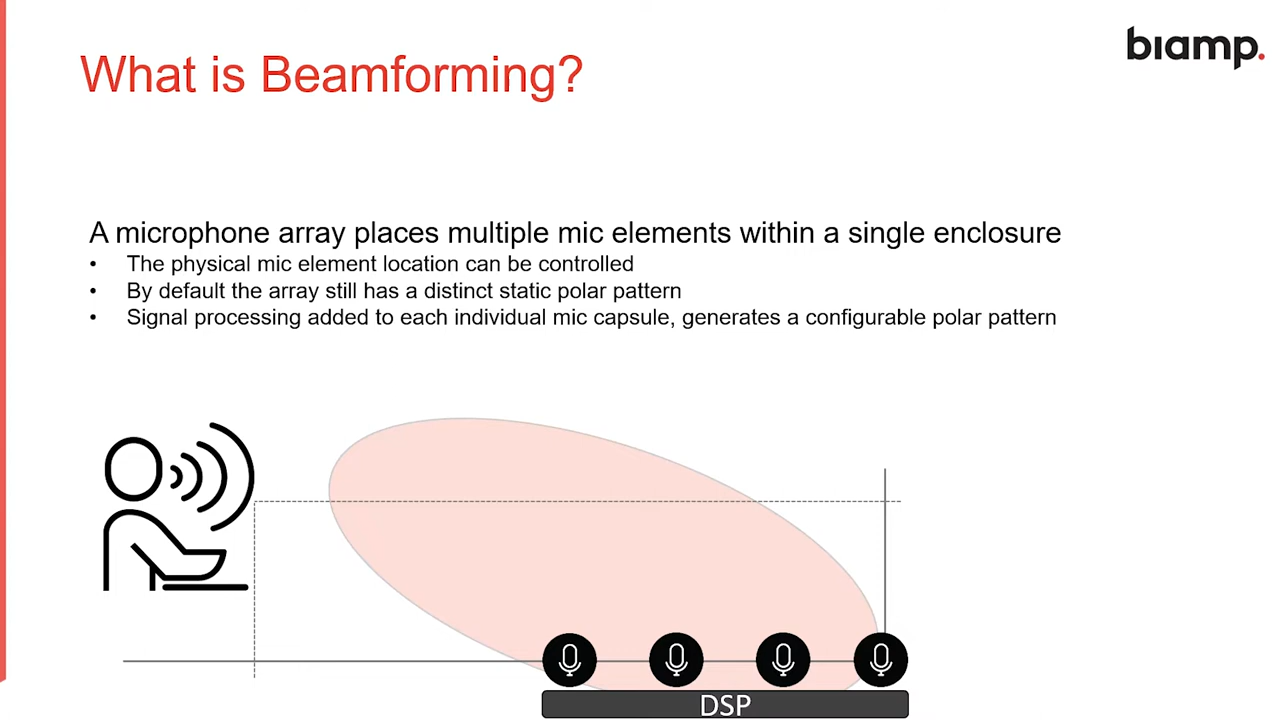 biamp.
What is Beamforming?
A microphone array places multiple mic elements within a single enclosure
• The physical mic element location can be controlled
• By default the array still has a distinct static polar pattern
• Signal processing added to each individual mic capsule, generates a configurable polar pattern
DSP